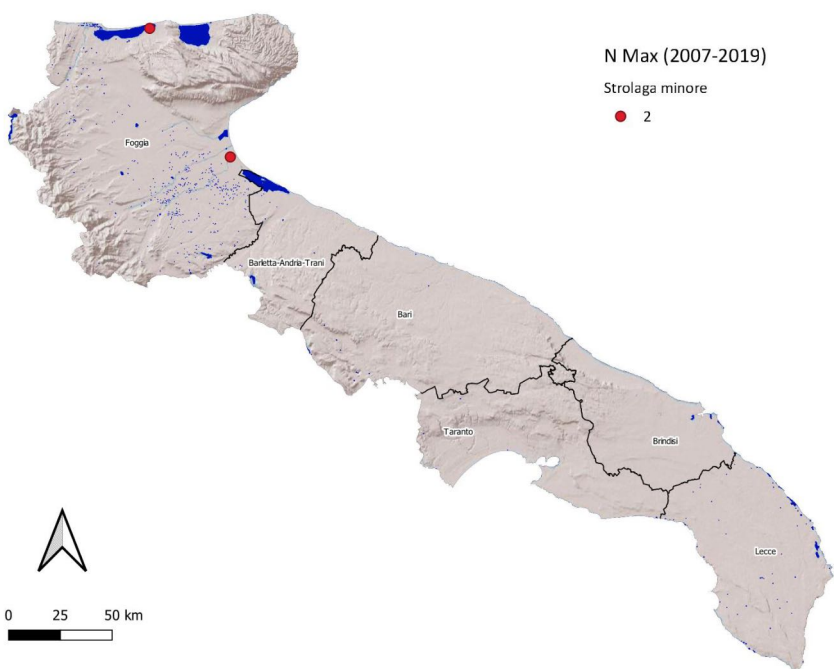 N Max (2007-2019)
Strolaga minore
2
Foggia
Barletta-Andria-Trani
Bari
Taranto
Brindisi
Lecce
0 25 50 km